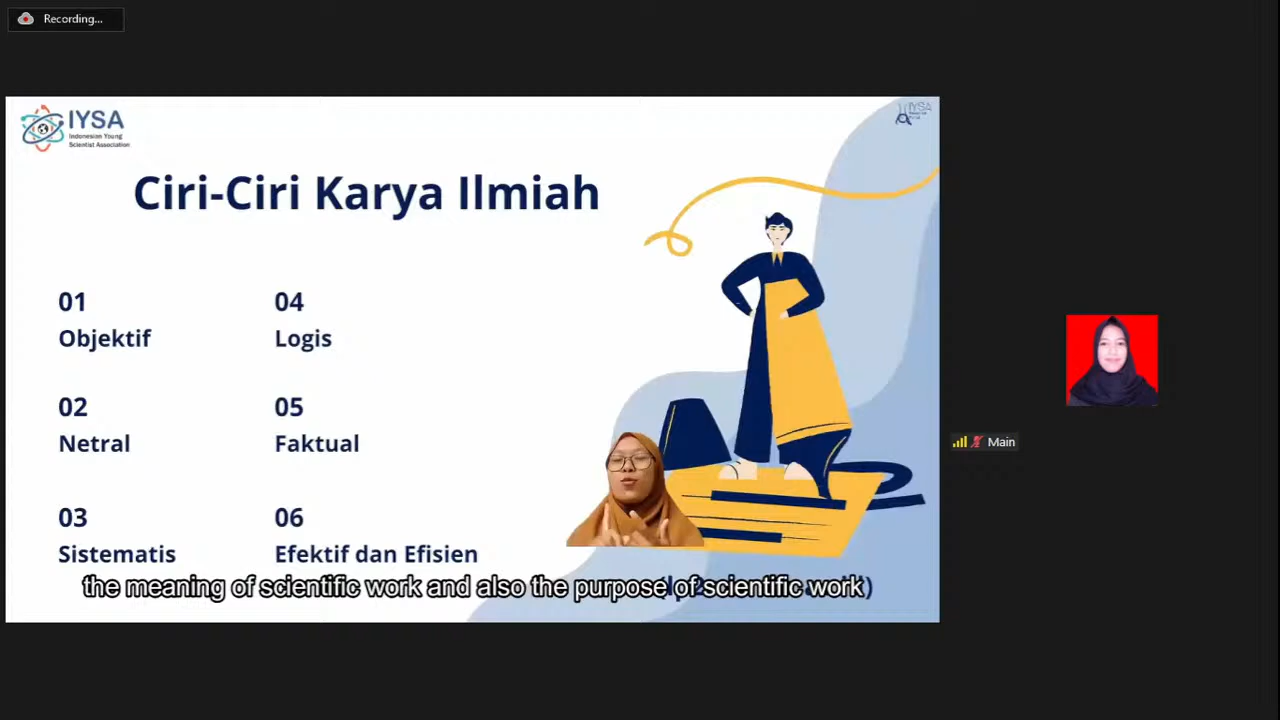 Recording...
IYSA
Indonesian Young
Scientist Association
IYSA
Ciri-Ciri Karya Ilmiah
01
Objektif
04
Logis
02
Netral
05
Faktual
03
Sistematis
06
Efektif dan Efisien
the meaning of scientific work and also the purpose of scientific work
Main